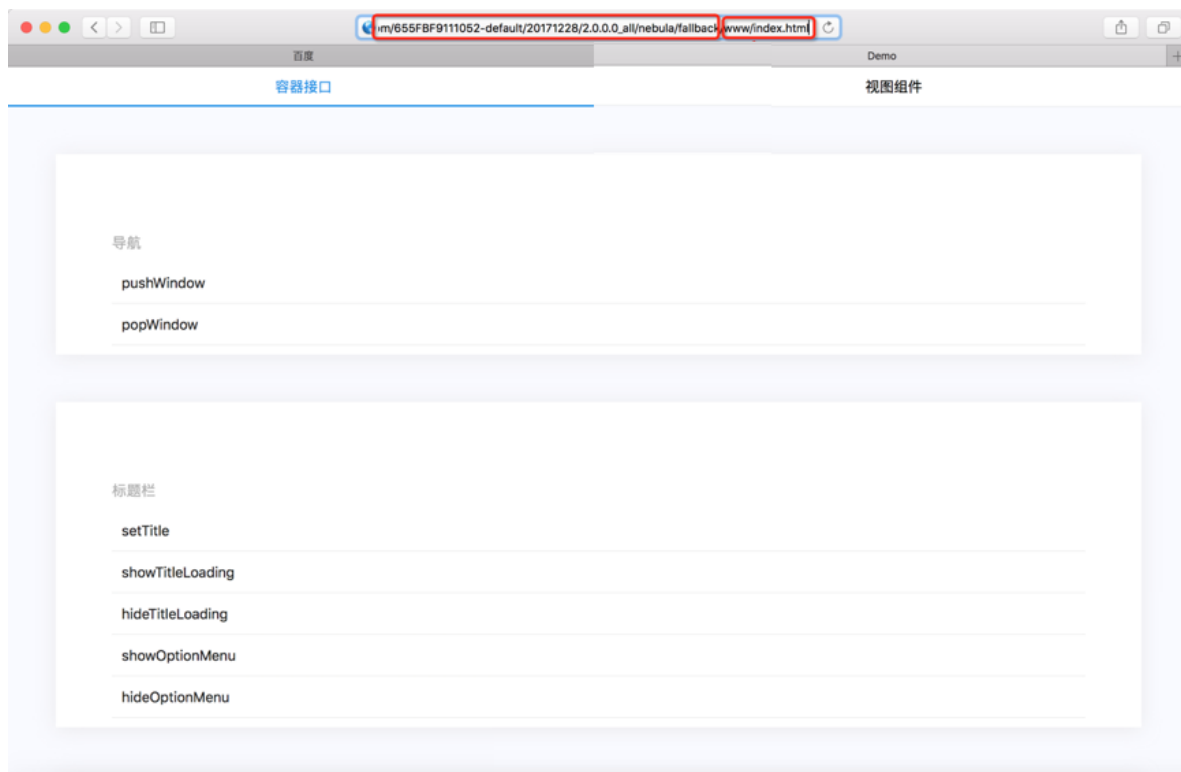 m/655FBF9111052-default/20171228/2.0.0.0_all/nebula/fallback/www/index.html
百度 Demo
容器接口 视图组件
导航
pushWindow
popWindow
标题栏
setTitle
showTitleLoading
hideTitleLoading
showOptionMenu
hideOptionMenu